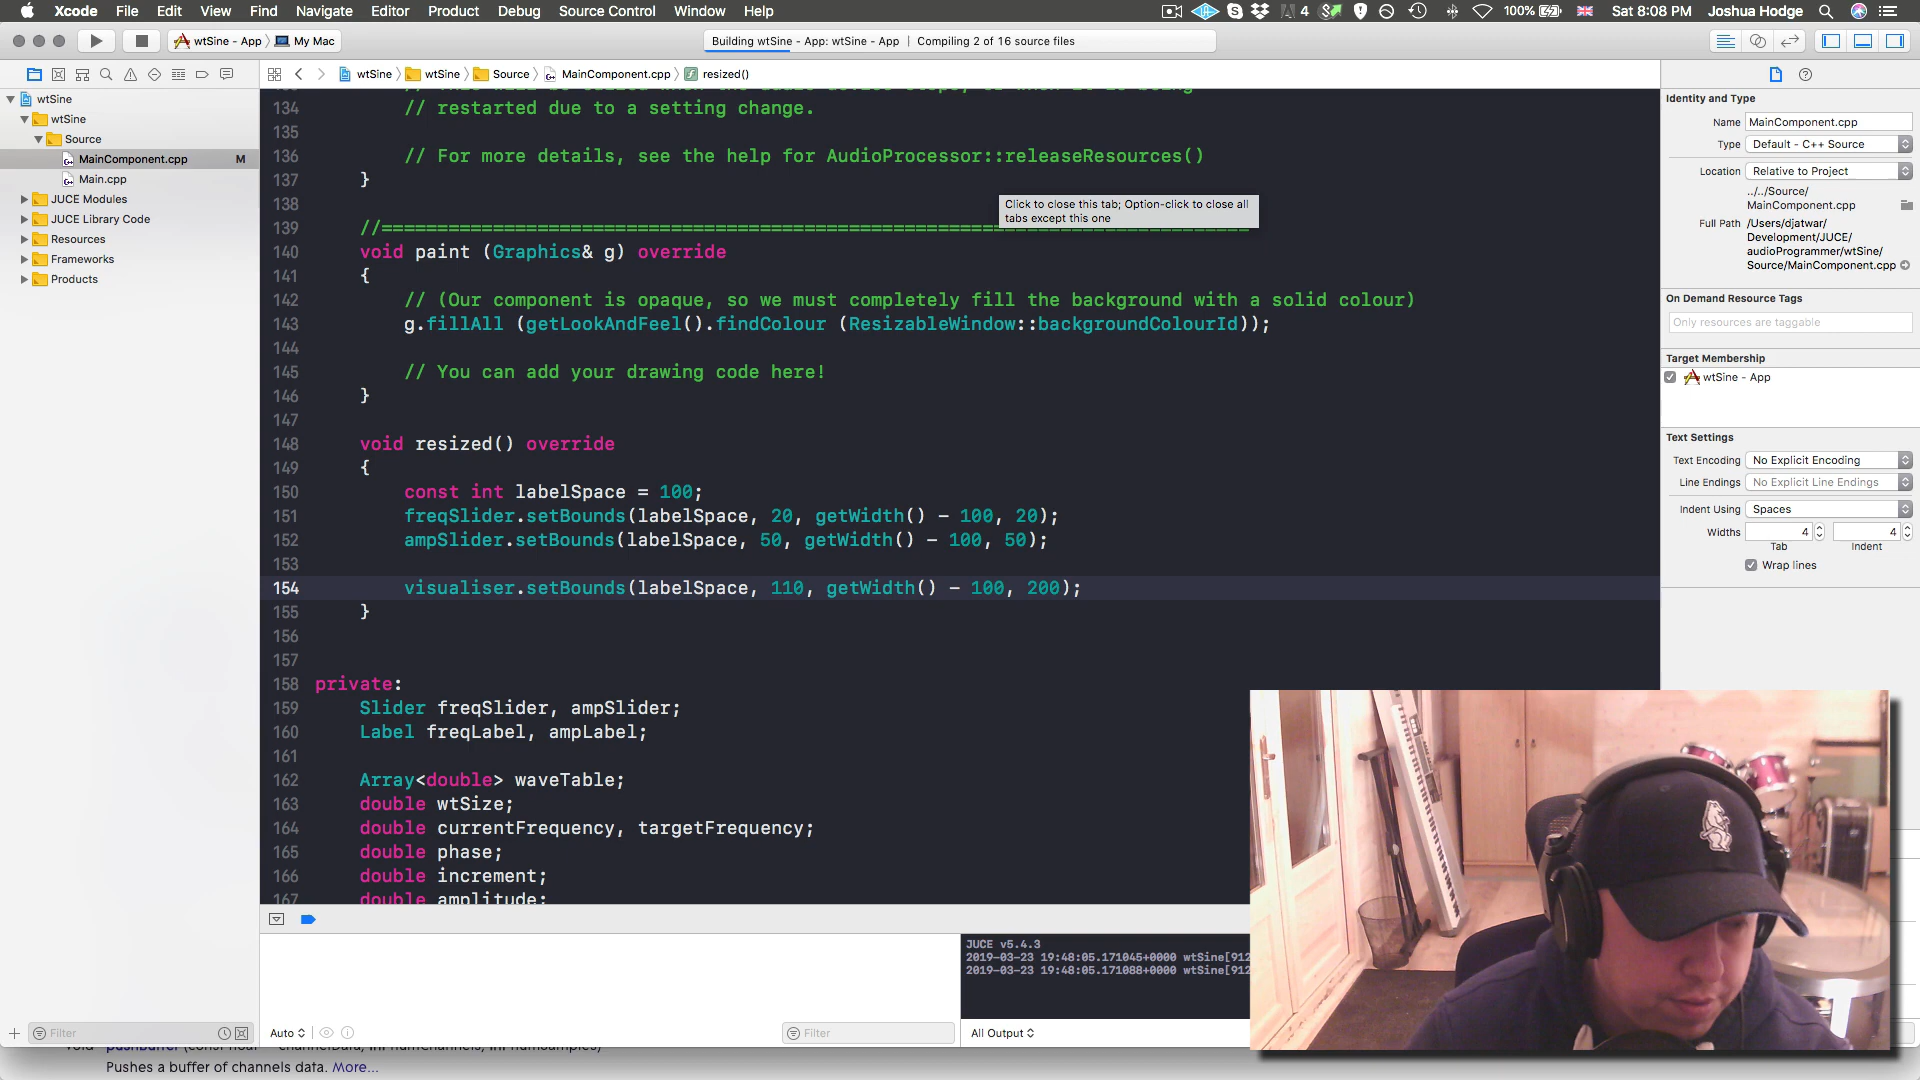 Xcode File Edit View Find Navigate Editor Product Debug Source Control Window Help
4 100% Sat 8:08 PM Joshua Hodge
wtSine - App My Mac
Building wtSine - App: wtSine - App | Compiling 2 of 16 source files
wtSine wtSine Source MainComponent.cpp resized()
wtSine
wtSine
Source
MainComponent.cpp M
Main.cpp
JUCE Modules
JUCE Library Code
Resources
Frameworks
Products
134 // restarted due to a setting change.
135
136 // For more details, see the help for AudioProcessor::releaseResources()
137 }
138
Click to close this tab; Option-click to close all
tabs except this one
139 //==============================================================================
140 void paint (Graphics& g) override
141 {
142 // (Our component is opaque, so we must completely fill the background with a solid colour)
143 g.fillAll (getLookAndFeel().findColour (ResizableWindow::backgroundColourId));
144
145 // You can add your drawing code here!
146 }
147
148 void resized() override
149 {
150 const int labelSpace = 100;
151 freqSlider.setBounds(labelSpace, 20, getWidth() - 100, 20);
152 ampSlider.setBounds(labelSpace, 50, getWidth() - 100, 50);
153
154 visualiser.setBounds(labelSpace, 110, getWidth() - 100, 200);
155 }
156
157
158 private:
159 Slider freqSlider, ampSlider;
160 Label freqLabel, ampLabel;
161
162 Array<double> waveTable;
163 double wtSize;
164 double currentFrequency, targetFrequency;
165 double phase;
166 double increment;
167 double amplitude;
Identity and Type
Name MainComponent.cpp
Type Default - C++ Source
Location Relative to Project
../../Source/
MainComponent.cpp
Full Path /Users/djatwar/
Development/JUCE/
audioProgrammer/wtSine/
Source/MainComponent.cpp
On Demand Resource Tags
Only resources are taggable
Target Membership
wtSine - App
Text Settings
Text Encoding No Explicit Encoding
Line Endings No Explicit Line Endings
Indent Using Spaces
Widths 4 4
Tab Indent
Wrap lines
JUCE v5.4.3
2019-03-23 19:48:05.171045+0000 wtSine[912
2019-03-23 19:48:05.171088+0000 wtSine[912
Filter
Auto
Filter
All Output
Pushes a buffer of channels data. More...